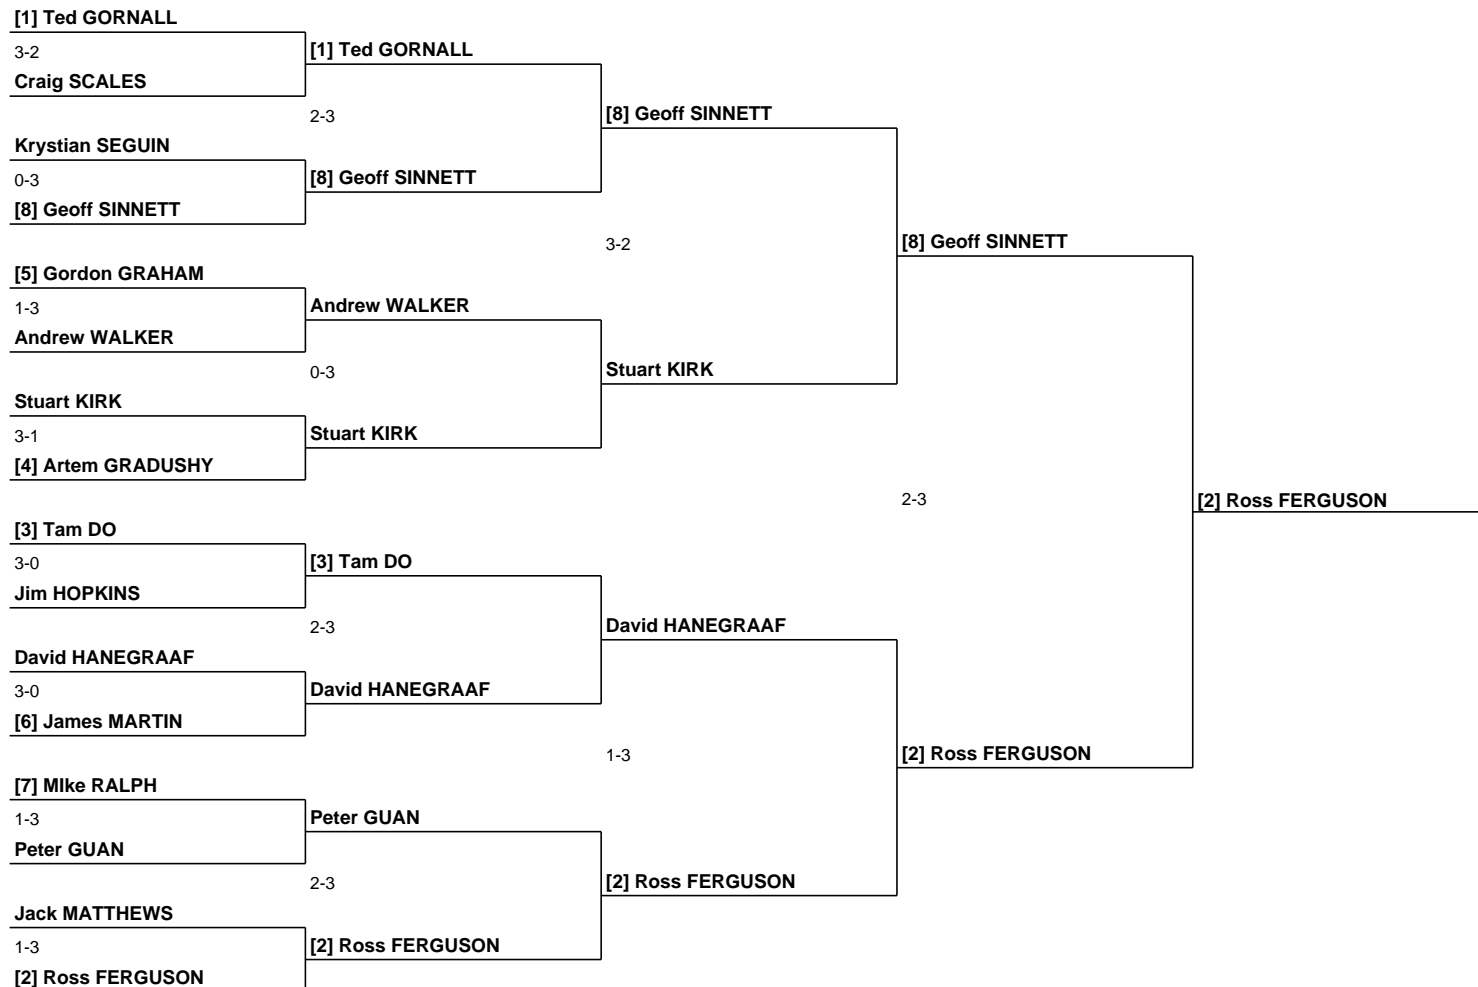 [1] Ted GORNALL
3-2
[1] Ted GORNALL
Craig SCALES
2-3
[8] Geoff SINNETT
Krystian SEGUIN
0-3
[8] Geoff SINNETT
[8] Geoff SINNETT
3-2
[8] Geoff SINNETT
[5] Gordon GRAHAM
1-3
Andrew WALKER
Andrew WALKER
0-3
Stuart KIRK
Stuart KIRK
3-1
Stuart KIRK
[4] Artem GRADUSHY
2-3
[2] Ross FERGUSON
[3] Tam DO
3-0
[3] Tam DO
Jim HOPKINS
2-3
David HANEGRAAF
David HANEGRAAF
3-0
David HANEGRAAF
[6] James MARTIN
1-3
[2] Ross FERGUSON
[7] MIke RALPH
1-3
Peter GUAN
Peter GUAN
2-3
[2] Ross FERGUSON
Jack MATTHEWS
1-3
[2] Ross FERGUSON
[2] Ross FERGUSON